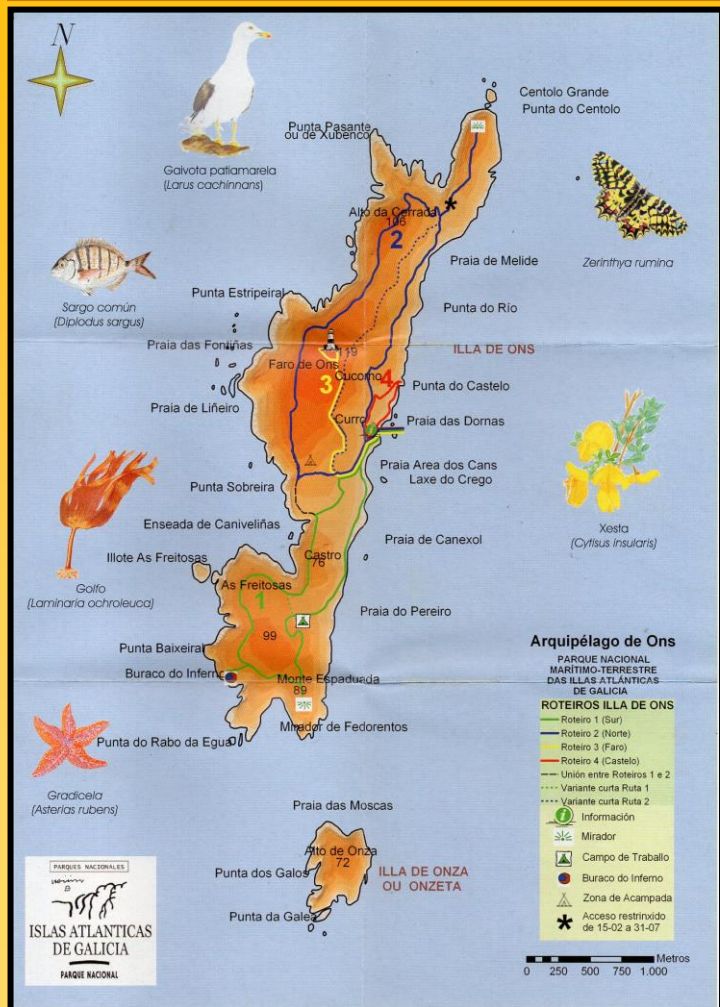 N
Centolo Grande
Punta do Centolo
Punta Pasante
ou de Xubenco
Gaivota patiamarela
(Larus cachinnans)
Alto da Cerrada
106
2
Zerinthya rumina
Praia de Melide
Sargo común
(Diplodus sargus)
Punta Estripeiral
Punta do Río
Praia das Fontiñas
119
ILLA DE ONS
Faro de Ons
Cucorno
3
4
Punta do Castelo
Praia de Liñeiro
Curro
Praia das Dornas
Praia Area dos Cans
Laxe do Crego
Punta Sobreira
Enseada de Caniveliñas
Xesta
(Cytisus insularis)
Praia de Canexol
Illote As Freitosas
Castro
76
Golfo
(Laminaria ochroleuca)
As Freitosas
1
Praia do Pereiro
99
Punta Baixeiral
Buraco do Inferno
Monte Espaduada
89
Mirador de Fedorentos
Punta do Rabo da Egua
Gradicela
(Asterias rubens)
Praia das Moscas
Alto de Onza
72
Punta dos Galos
ILLA DE ONZA
OU ONZETA
Punta da Galea
Arquipélago de Ons
PARQUE NACIONAL
MARÍTIMO-TERRESTRE
DAS ILLAS ATLÁNTICAS
DE GALICIA
ROTEIROS ILLA DE ONS
Roteiro 1 (Sur)
Roteiro 2 (Norte)
Roteiro 3 (Faro)
Roteiro 4 (Castelo)
Unión entre Roteiros 1 e 2
Variante curta Ruta 1
Variante curta Ruta 2
i Información
Mirador
Campo de Traballo
Buraco do Inferno
Zona de Acampada
Acceso restrinxido
de 15-02 a 31-07
Metros
0 250 500 750 1.000
PARQUES NACIONALES
ISLAS ATLANTICAS
DE GALICIA
PARQUE NACIONAL